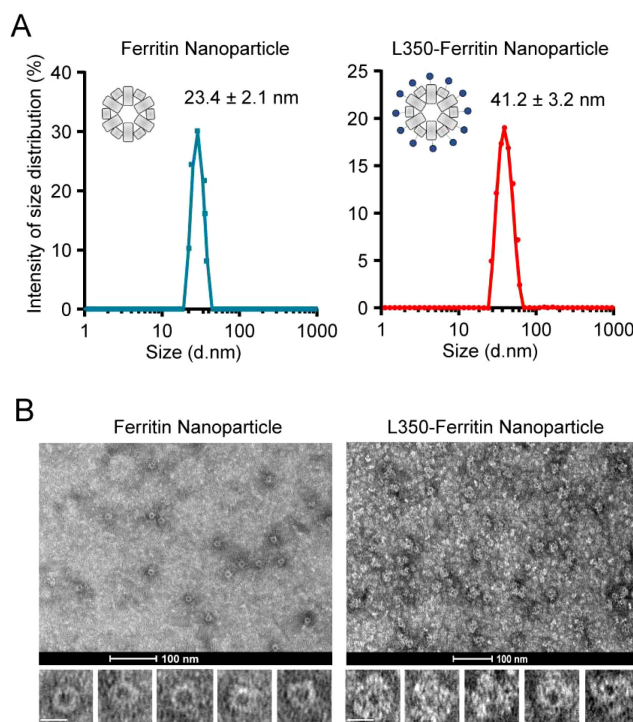 A
Ferritin Nanoparticle
L350-Ferritin Nanoparticle
Intensity of size distribution (%)
40
30
20
10
0
23.4 ± 2.1 nm
1
10
100
1000
Size (d.nm)
25
20
15
10
5
0
41.2 ± 3.2 nm
1
10
100
1000
Size (d.nm)
B
Ferritin Nanoparticle
L350-Ferritin Nanoparticle
100 nm
100 nm